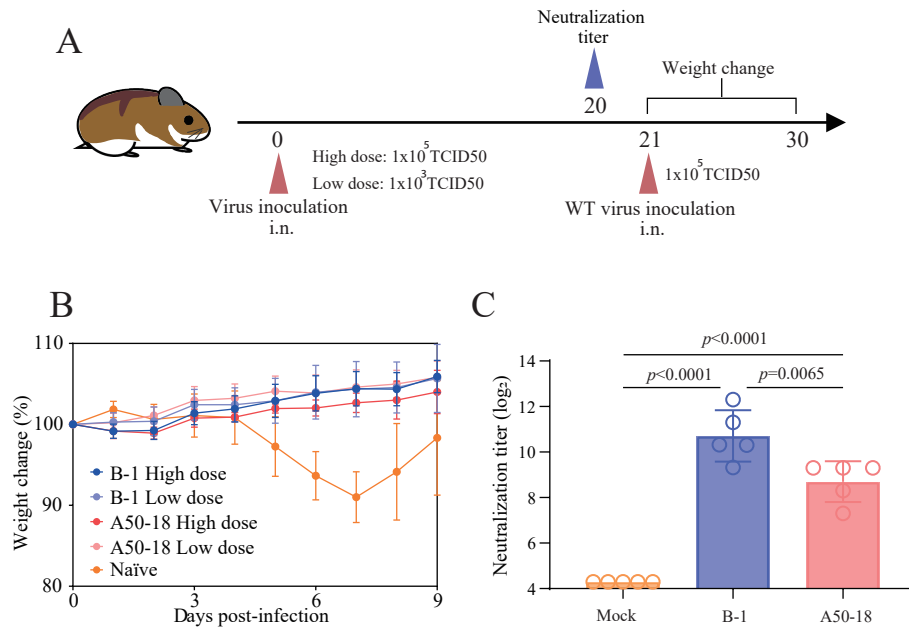 A
Neutralization
titer
Weight change
20
0
21
30
High dose: 1x10⁵TCID50
Low dose: 1x10³TCID50
1x10⁵TCID50
Virus inoculation
i.n.
WT virus inoculation
i.n.
B
Weight change (%)
110
100
90
80
B-1 High dose
B-1 Low dose
A50-18 High dose
A50-18 Low dose
Naïve
0
3
6
9
Days post-infection
C
Neutralization titer (log₂)
14
12
10
8
6
4
p<0.0001
p<0.0001
p=0.0065
Mock
B-1
A50-18